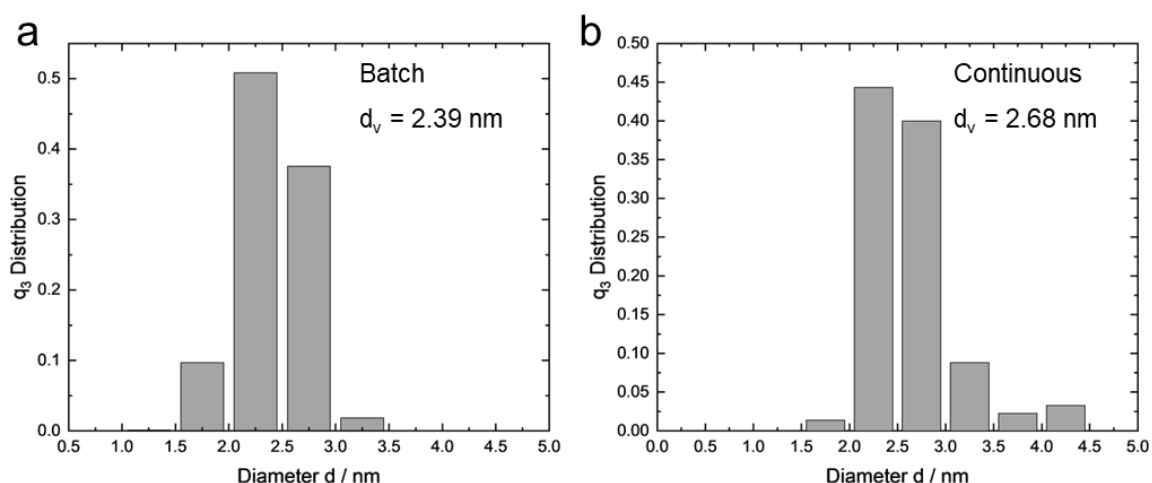 a
Batch
dᵥ = 2.39 nm
q₃ Distribution
0.5
0.4
0.3
0.2
0.1
0.0
0.5 1.0 1.5 2.0 2.5 3.0 3.5 4.0 4.5 5.0
Diameter d / nm
b
Continuous
dᵥ = 2.68 nm
q₃ Distribution
0.50
0.45
0.40
0.35
0.30
0.25
0.20
0.15
0.10
0.05
0.00
0.0 0.5 1.0 1.5 2.0 2.5 3.0 3.5 4.0 4.5 5.0
Diameter d / nm